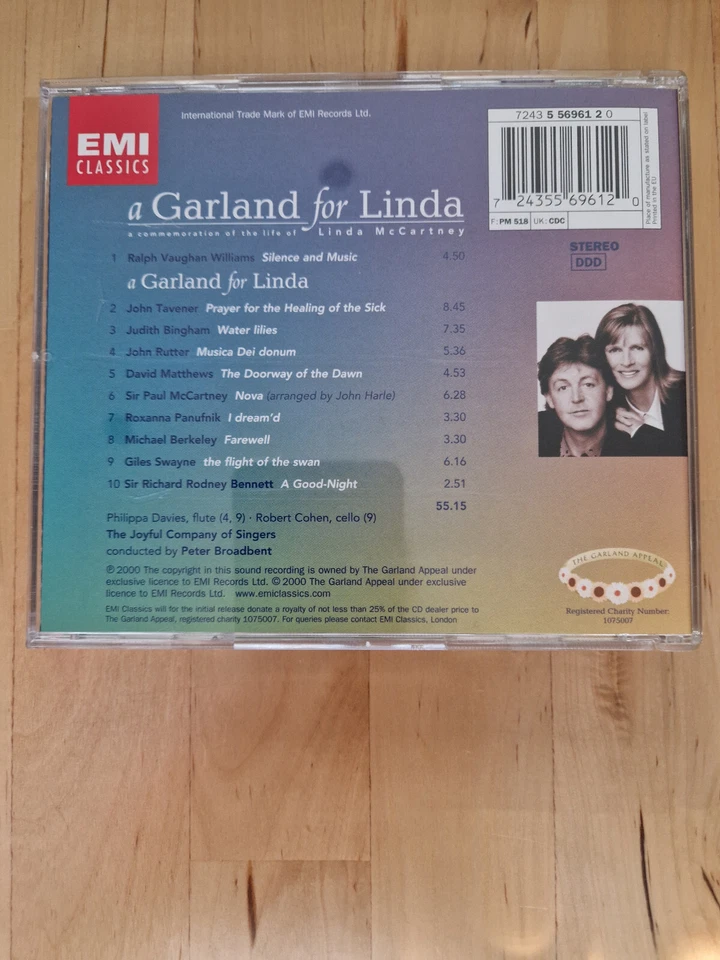 International Trade Mark of EMI Records Ltd.
EMI
CLASSICS
7243 5 56961 2 0
7 24355 69612 0
F: PM 518 UK: CDC
Place of manufacture as stated on label
Printed in the EU
a Garland for Linda
a commemoration of the life of Linda McCartney
STEREO
DDD
1 Ralph Vaughan Williams Silence and Music 4.50
a Garland for Linda
2 John Tavener Prayer for the Healing of the Sick 8.45
3 Judith Bingham Water lilies 7.35
4 John Rutter Musica Dei donum 5.36
5 David Matthews The Doorway of the Dawn 4.53
6 Sir Paul McCartney Nova (arranged by John Harle) 6.28
7 Roxanna Panufnik I dream'd 3.30
8 Michael Berkeley Farewell 3.30
9 Giles Swayne the flight of the swan 6.16
10 Sir Richard Rodney Bennett A Good-Night 2.51
55.15
Philippa Davies, flute (4, 9) · Robert Cohen, cello (9)
The Joyful Company of Singers
conducted by Peter Broadbent
℗ 2000 The copyright in this sound recording is owned by The Garland Appeal under
exclusive licence to EMI Records Ltd. © 2000 The Garland Appeal under exclusive
licence to EMI Records Ltd. www.emiclassics.com
EMI Classics will for the initial release donate a royalty of not less than 25% of the CD dealer price to
The Garland Appeal, registered charity 1075007. For queries please contact EMI Classics, London
THE GARLAND APPEAL
Registered Charity Number:
1075007